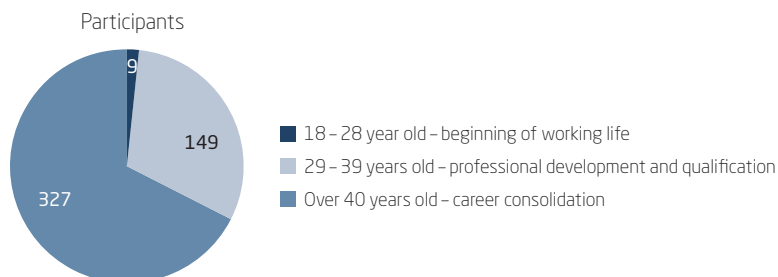 Participants
9
149
327
18 – 28 year old – beginning of working life
29 – 39 years old – professional development and qualification
Over 40 years old – career consolidation